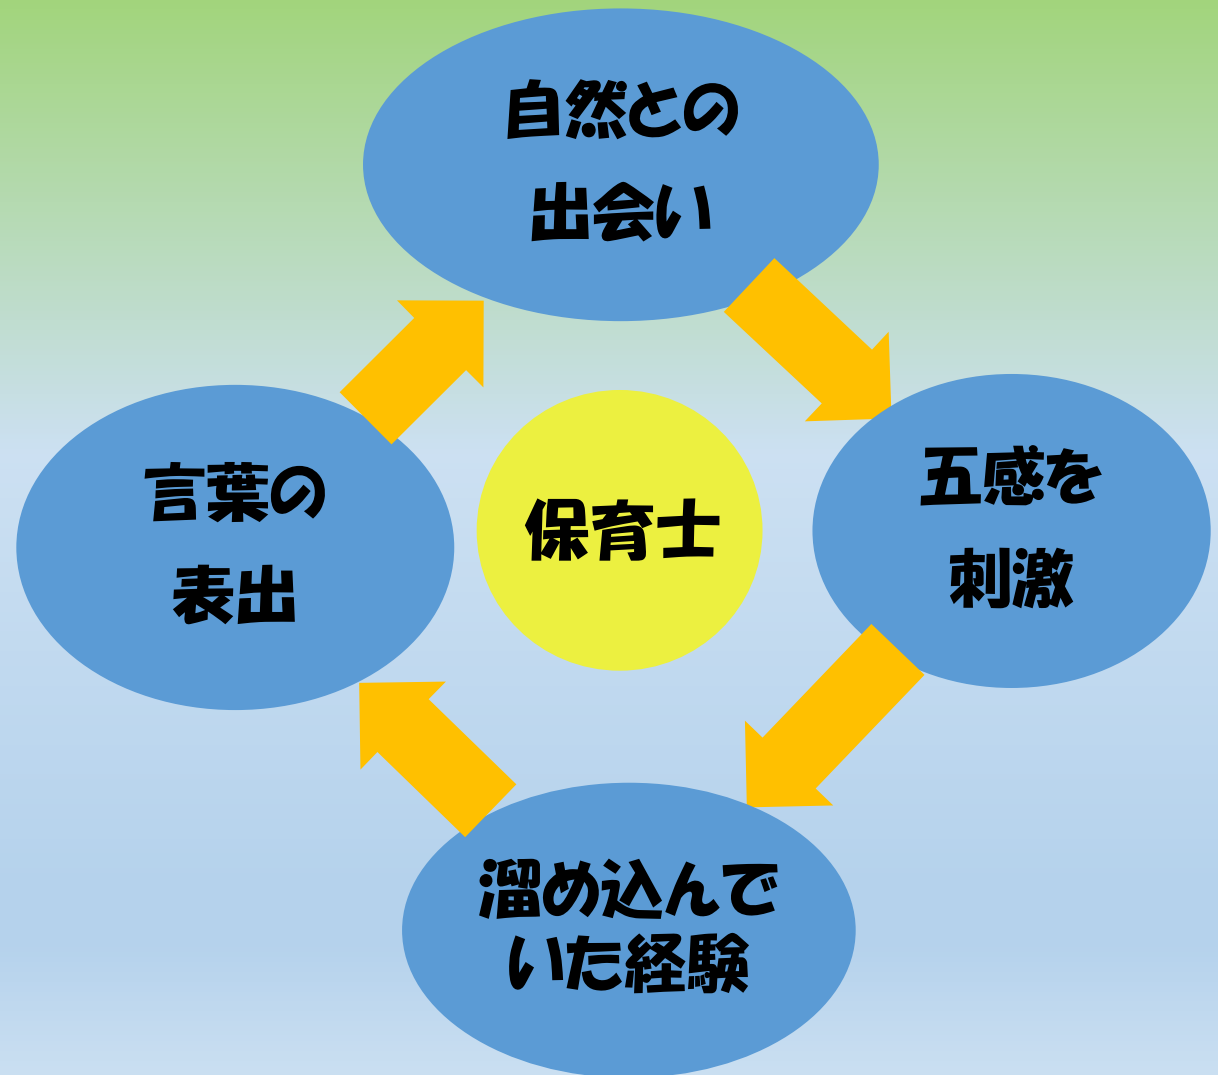 自然との
出会い
五感を
刺激
溜め込んで
いた経験
言葉の
表出
保育士